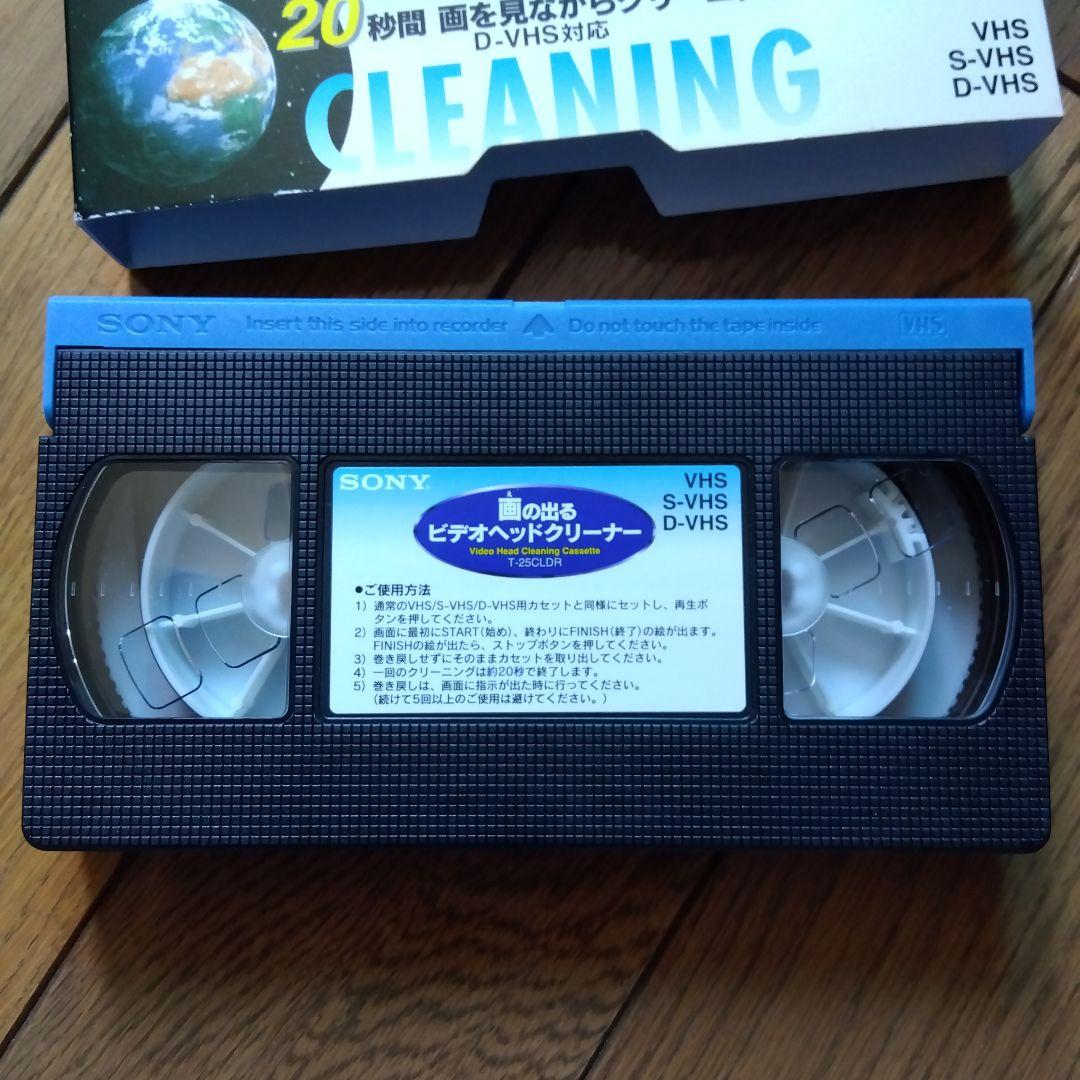 20秒間 画を見ながらクリーニ
D-VHS対応
CLEANING
VHS
S-VHS
D-VHS
SONY Insert this side into recorder Do not touch the tape inside VHS
SONY
え
画の出る
ビデオヘッドクリーナー
Video Head Cleaning Cassette
T-25CLDR
VHS
S-VHS
D-VHS
●ご使用方法
1) 通常のVHS/S-VHS/D-VHS用カセットと同様にセットし、再生ボ
タンを押してください。
2) 画面に最初にSTART(始め)、終わりにFINISH(終了)の絵が出ます。
FINISHの絵が出たら、ストップボタンを押してください。
3) 巻き戻しせずにそのままカセットを取り出してください。
4) 一回のクリーニングは約20秒で終了します。
5) 巻き戻しは、画面に指示が出た時に行ってください。
(続けて5回以上のご使用は避けてください。)